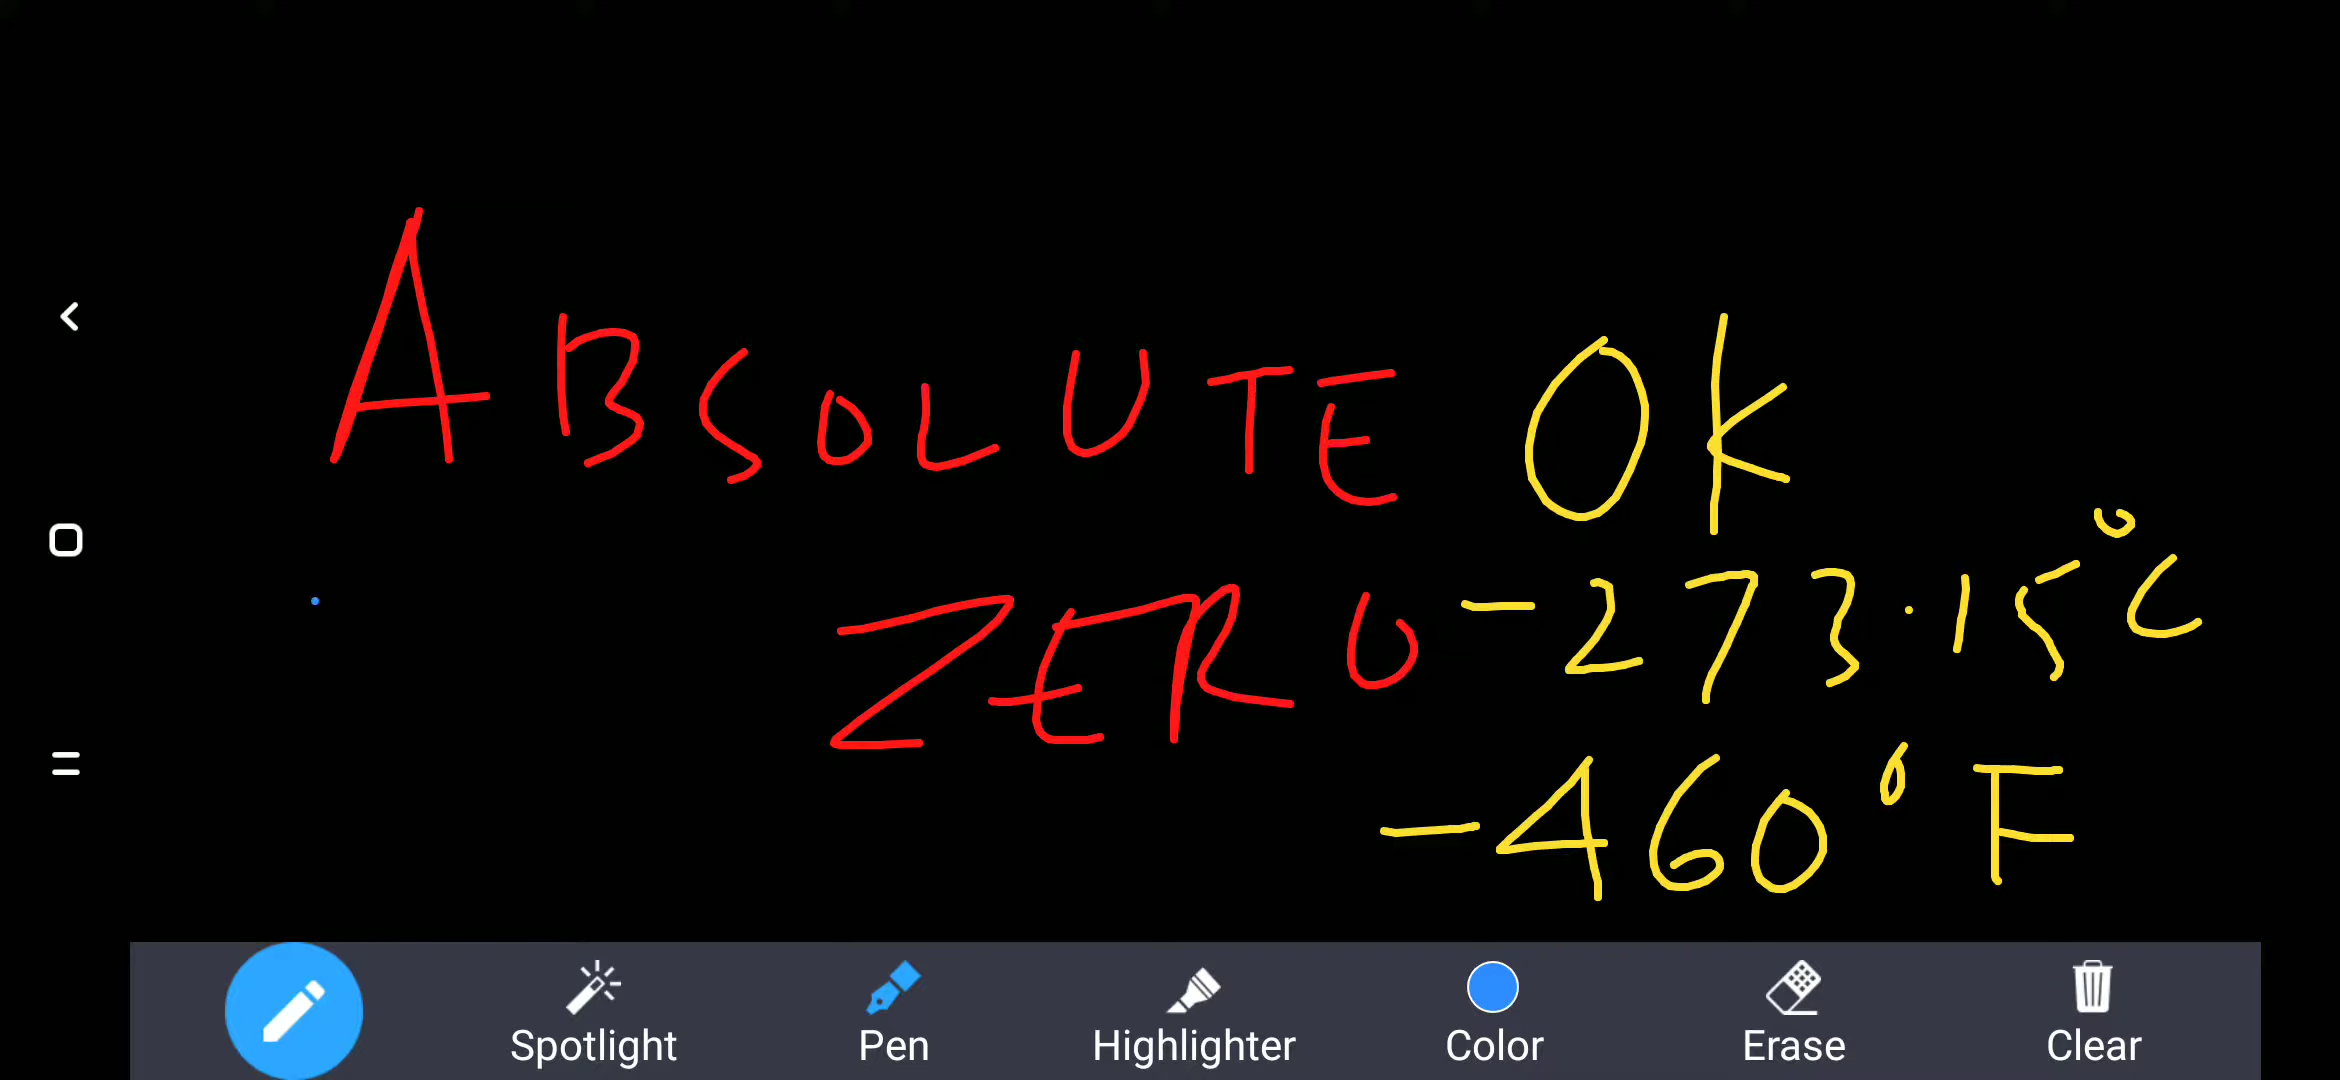 ABSOLUTE 0K
ZERO -273.15°C
-460°F
Spotlight Pen Highlighter Color Erase Clear